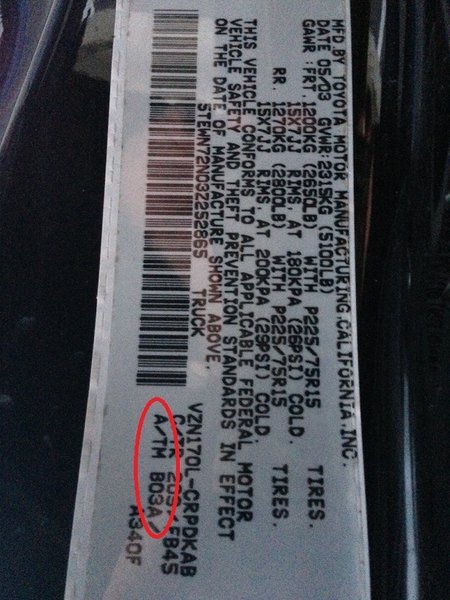 MFD BY TOYOTA MOTOR MANUFACTURING,CALIFORNIA,INC.
DATE 05/03 GVWR:2315KG (5100LB)
GAWR:FRT 1200KG (2650LB) WITH P225/75R15 TIRES,
15X7JJ RIMS, AT 180KPA (26PSI) COLD.
RR. 1270KG (2800LB) WITH P225/75R15 TIRES,
15X7JJ RIMS, AT 200KPA (29PSI) COLD.
THIS VEHICLE CONFORMS TO ALL APPLICABLE FEDERAL MOTOR
VEHICLE SAFETY AND THEFT PREVENTION STANDARDS IN EFFECT
ON THE DATE OF MANUFACTURE SHOWN ABOVE.
5TEWN72N03Z252865 TRUCK
VZN170L-CRPDKAB
C/TR FB45
A/TM B03A/A340F